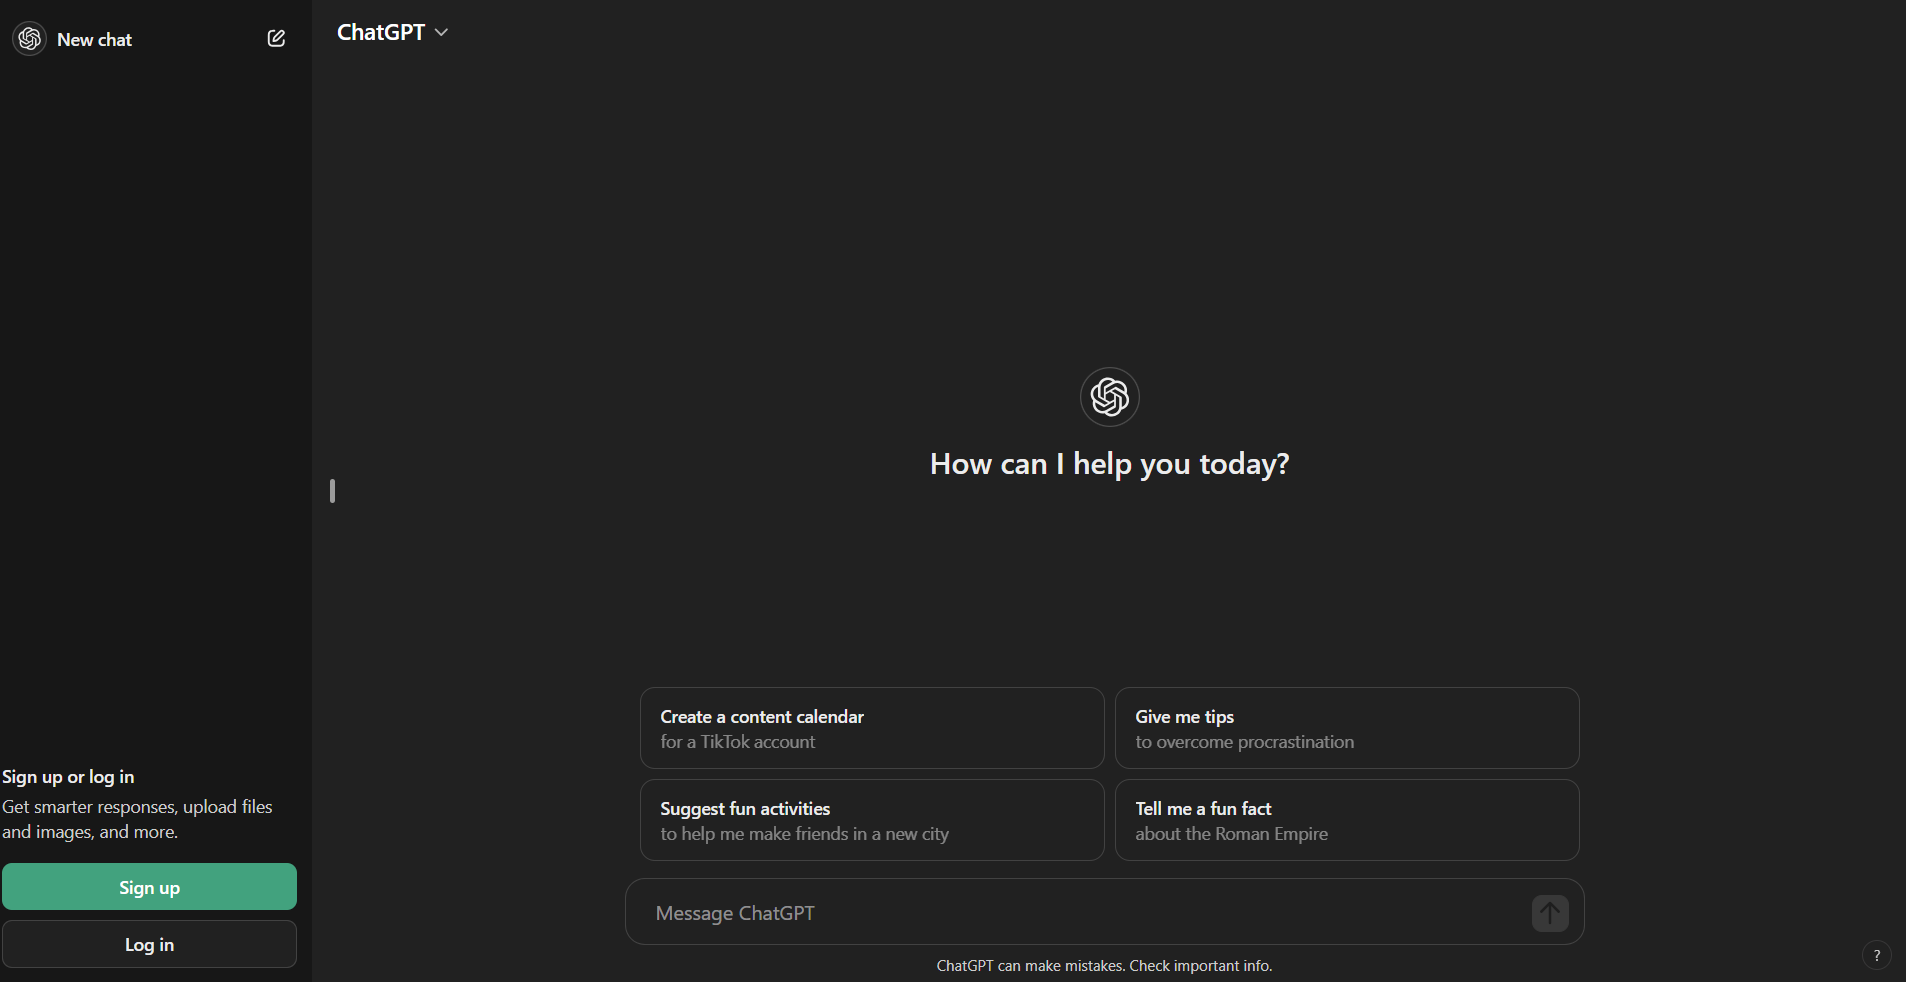 New chat
ChatGPT
How can I help you today?
Create a content calendar
for a TikTok account
Give me tips
to overcome procrastination
Suggest fun activities
to help me make friends in a new city
Tell me a fun fact
about the Roman Empire
Sign up or log in
Get smarter responses, upload files
and images, and more.
Sign up
Log in
Message ChatGPT
ChatGPT can make mistakes. Check important info.
?